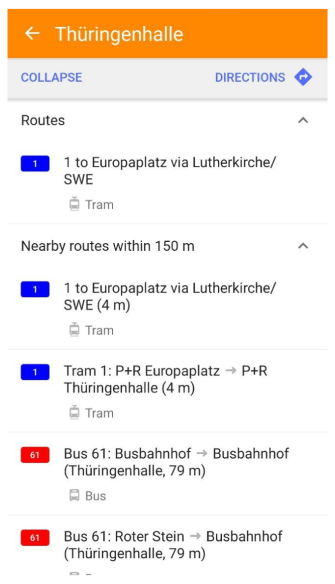 ← Thüringenhalle
COLLAPSE DIRECTIONS
Routes
1 1 to Europaplatz via Lutherkirche/
SWE
Tram
Nearby routes within 150 m
1 1 to Europaplatz via Lutherkirche/
SWE (4 m)
Tram
1 Tram 1: P+R Europaplatz → P+R
Thüringenhalle (4 m)
Tram
61 Bus 61: Busbahnhof → Busbahnhof
(Thüringenhalle, 79 m)
Bus
61 Bus 61: Roter Stein → Busbahnhof
(Thüringenhalle, 79 m)